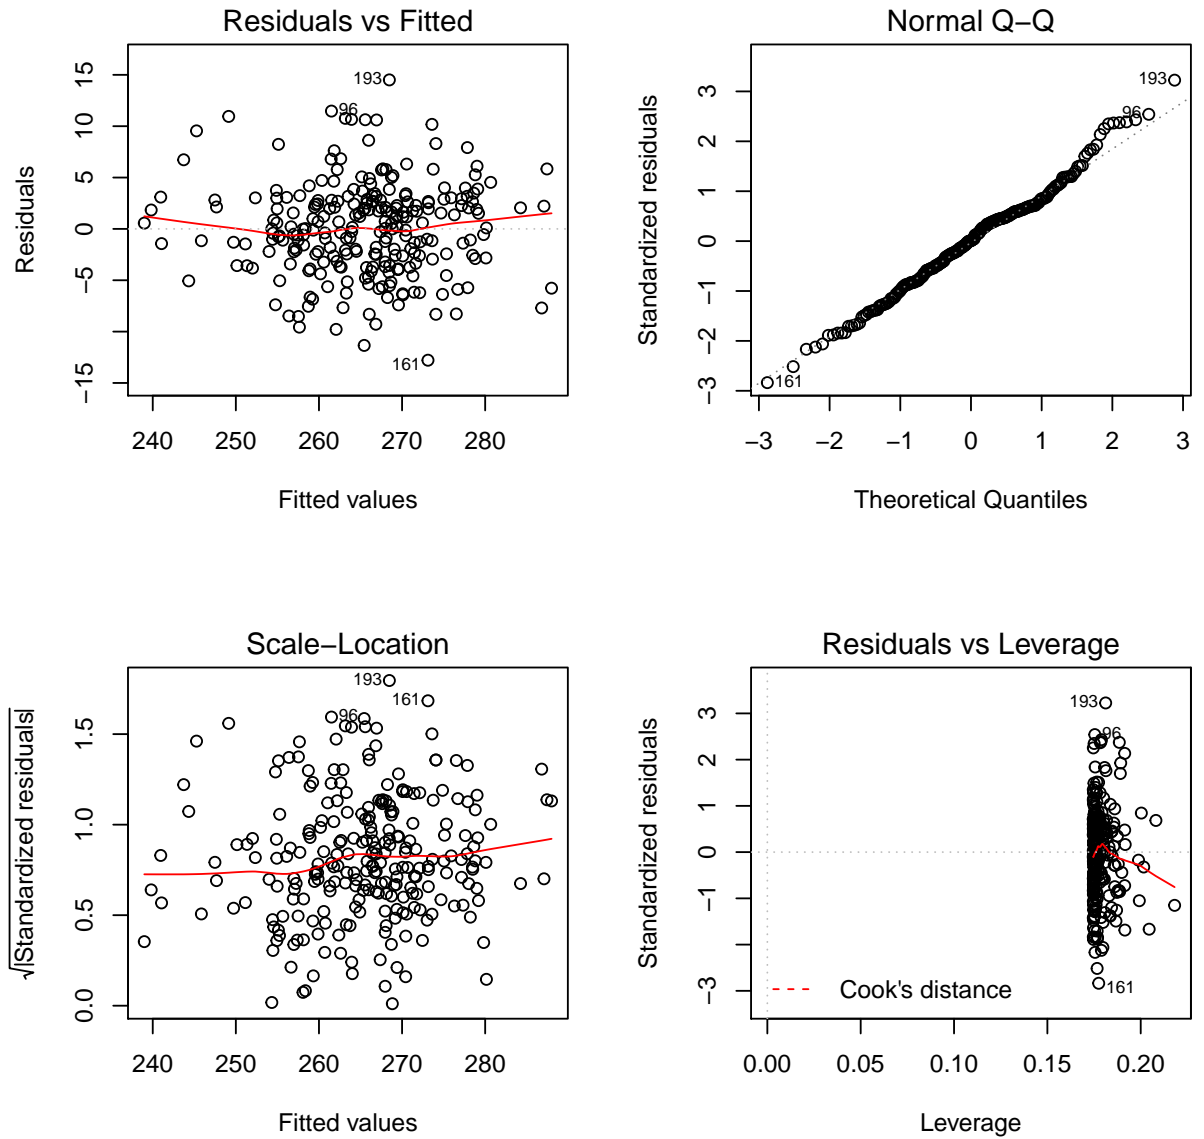 Residuals vs Fitted
Residuals
15
10
5
0
−5
−15
193
96
161
240 250 260 270 280
Fitted values
Normal Q−Q
Standardized residuals
3
2
1
0
−1
−2
−3
193
96
161
−3 −2 −1 0 1 2 3
Theoretical Quantiles
Scale−Location
√|Standardized residuals|
1.5
1.0
0.5
0.0
193
161
96
240 250 260 270 280
Fitted values
Residuals vs Leverage
Standardized residuals
3
2
1
0
−1
−3
193
96
161
Cook's distance
0.00 0.05 0.10 0.15 0.20
Leverage